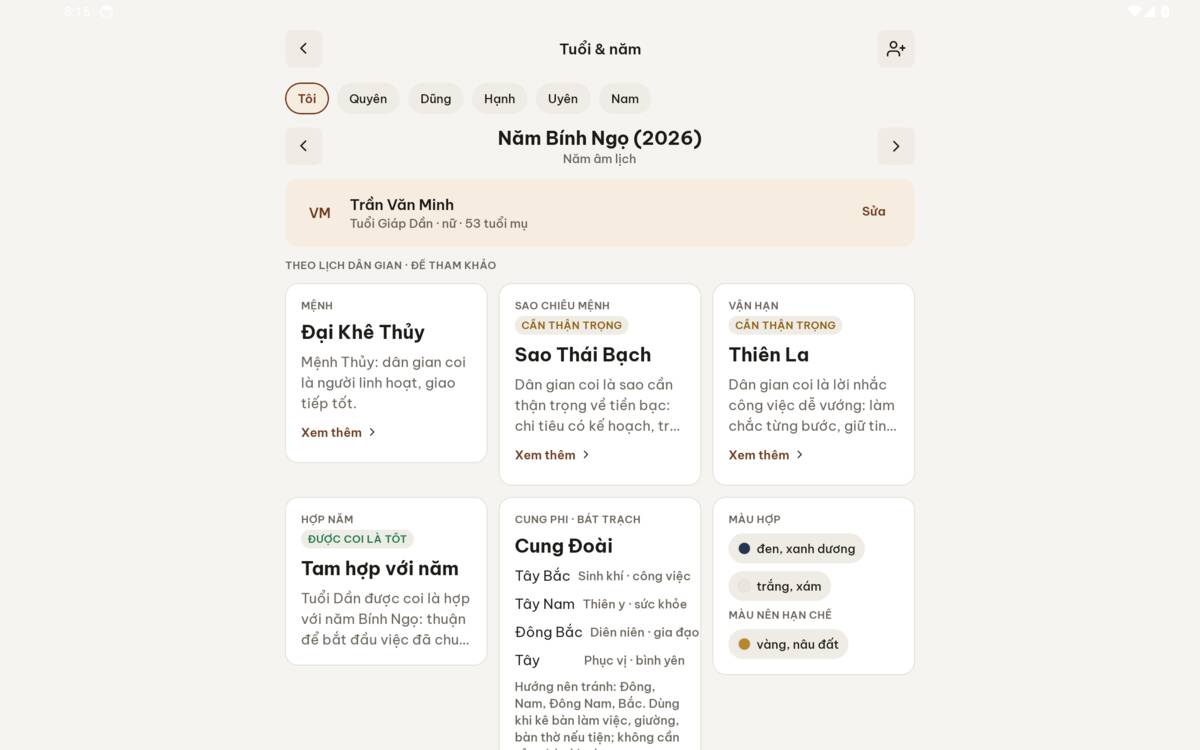 8:15
Tuổi & năm
Tôi
Quyên
Dũng
Hạnh
Uyên
Nam
Năm Bính Ngọ (2026)
Năm âm lịch
VM
Trần Văn Minh
Tuổi Giáp Dần · nữ · 53 tuổi mụ
Sửa
THEO LỊCH DÂN GIAN · ĐỂ THAM KHẢO
MỆNH
Đại Khê Thủy
Mệnh Thủy: dân gian coi
là người linh hoạt, giao
tiếp tốt.
Xem thêm
SAO CHIẾU MỆNH
CẦN THẬN TRỌNG
Sao Thái Bạch
Dân gian coi là sao cần
thận trọng về tiền bạc:
chi tiêu có kế hoạch, tr...
Xem thêm
VẬN HẠN
CẦN THẬN TRỌNG
Thiên La
Dân gian coi là lời nhắc
công việc dễ vướng: làm
chắc từng bước, giữ tin...
Xem thêm
HỢP NĂM
ĐƯỢC COI LÀ TỐT
Tam hợp với năm
Tuổi Dần được coi là hợp
với năm Bính Ngọ: thuận
để bắt đầu việc đã chu...
CUNG PHI · BÁT TRẠCH
Cung Đoài
Tây Bắc Sinh khí · công việc
Tây Nam Thiên y · sức khỏe
Đông Bắc Diên niên · gia đạo
Tây Phục vị · bình yên
Hướng nên tránh: Đông,
Nam, Đông Nam, Bắc. Dùng
khi kê bàn làm việc, giường,
bàn thờ nếu tiện; không cần
MÀU HỢP
đen, xanh dương
trắng, xám
MÀU NÊN HẠN CHẾ
vàng, nâu đất